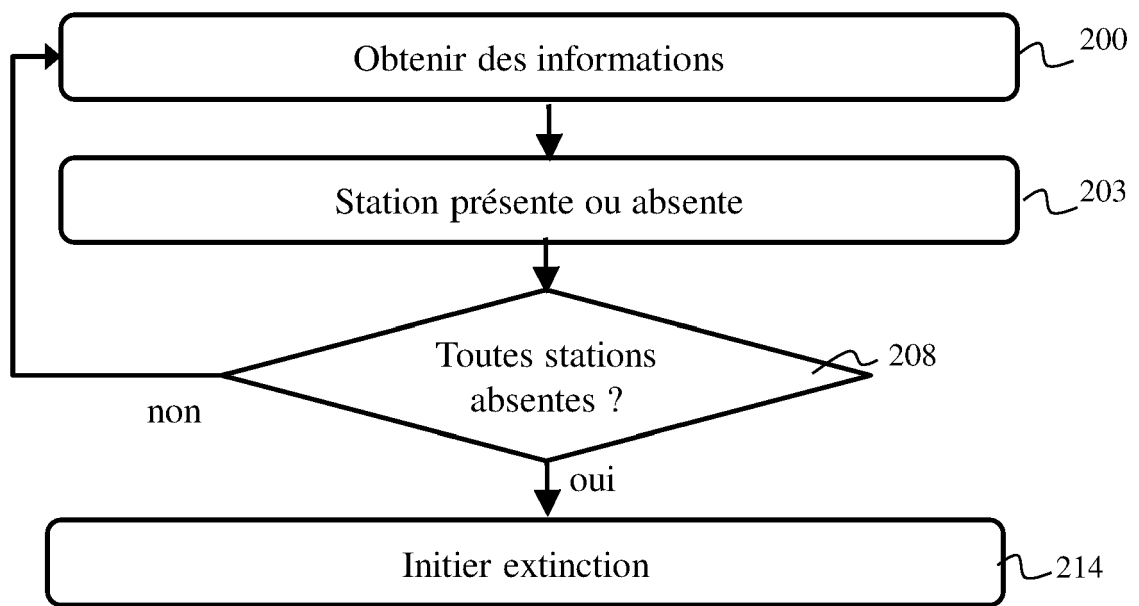 Obtenir des informations
200
Station présente ou absente
203
Toutes stations
absentes ?
208
non
oui
Initier extinction
214